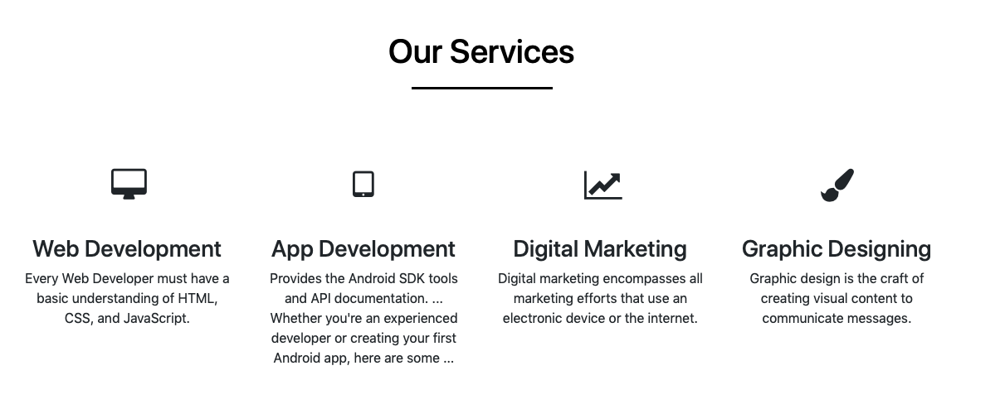 Our Services
Web Development
Every Web Developer must have a
basic understanding of HTML,
CSS, and JavaScript.
App Development
Provides the Android SDK tools
and API documentation. ...
Whether you're an experienced
developer or creating your first
Android app, here are some ...
Digital Marketing
Digital marketing encompasses all
marketing efforts that use an
electronic device or the internet.
Graphic Designing
Graphic design is the craft of
creating visual content to
communicate messages.